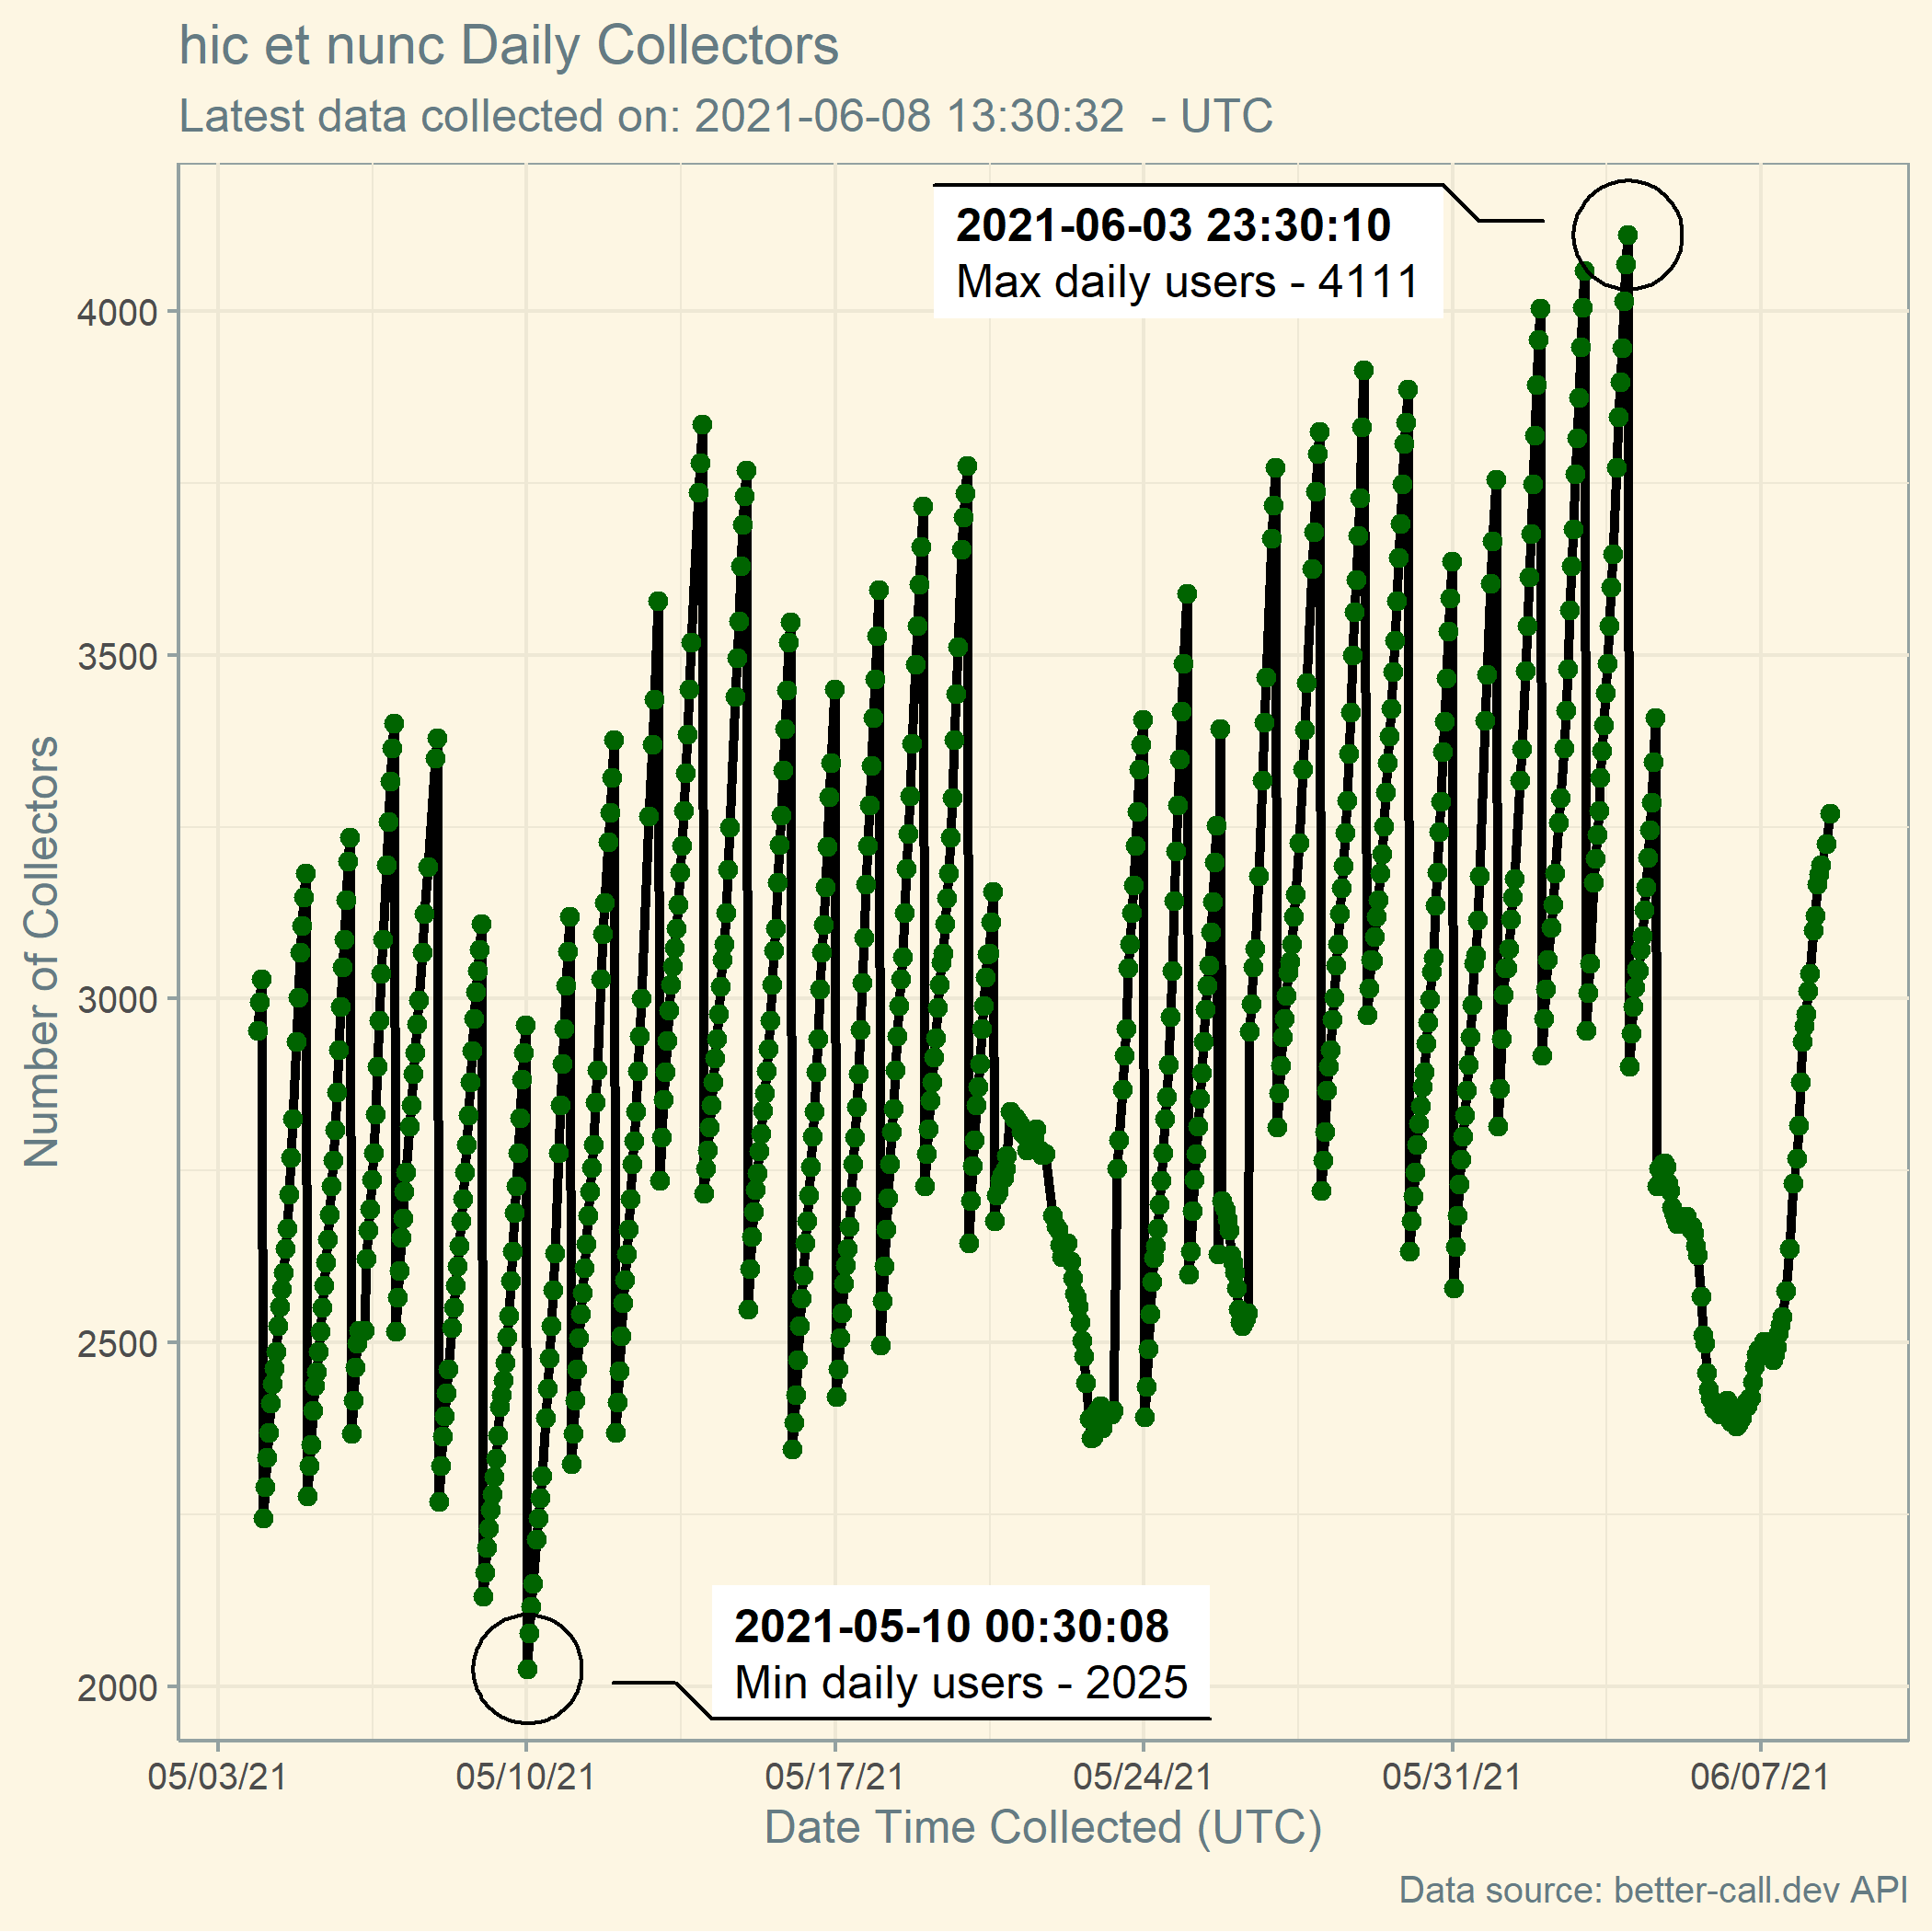 hic et nunc Daily Collectors
Latest data collected on: 2021-06-08 13:30:32  - UTC
2021-06-03 23:30:10
Max daily users - 4111
4000
3500
3000
2500
2000
Number of Collectors
2021-05-10 00:30:08
Min daily users - 2025
05/03/21 05/10/21 05/17/21 05/24/21 05/31/21 06/07/21
Date Time Collected (UTC)
Data source: better-call.dev API